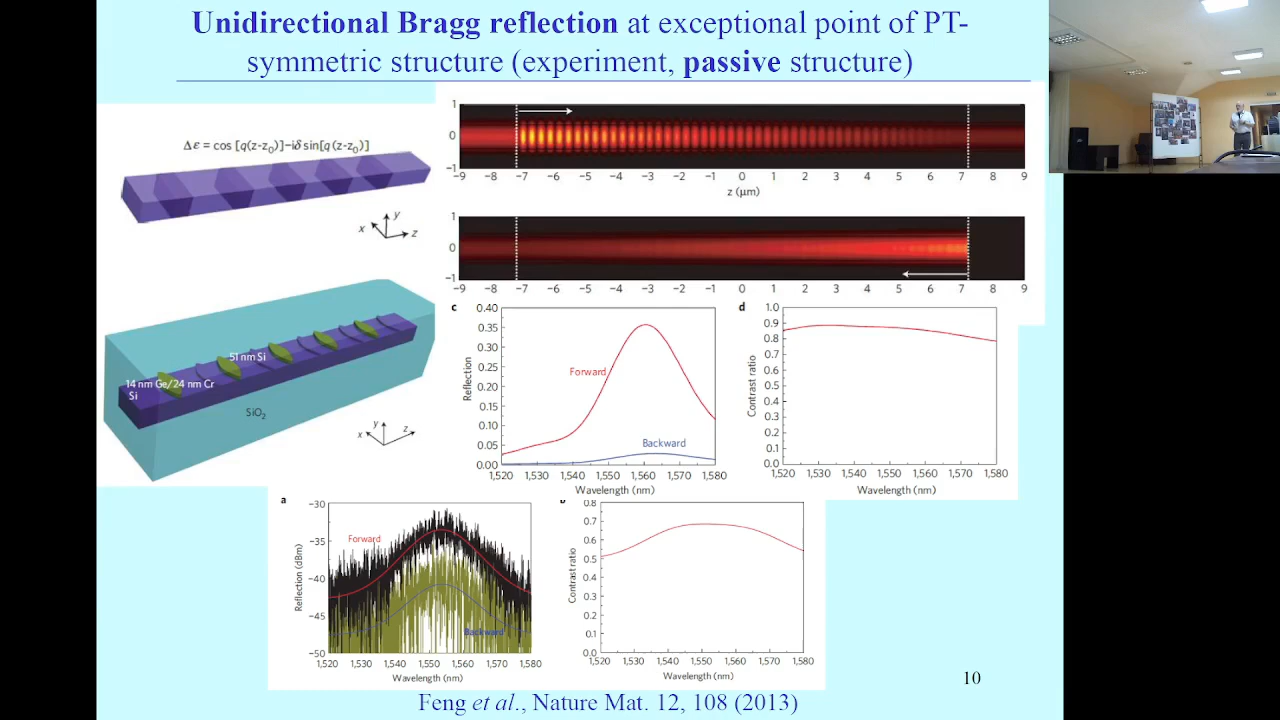 Unidirectional Bragg reflection at exceptional point of PT-
symmetric structure (experiment, passive structure)
Δε = cos [q(z-z0)]-iδ sin[q (z-z0)]
x
y
z
51 nm Si
14 nm Ge/24 nm Cr
Si
SiO2
y
x
z
1
0
-1
-9 -8 -7 -6 -5 -4 -3 -2 -1 0 1 2 3 4 5 6 7 8 9
z (μm)
1
0
-1
-9 -8 -7 -6 -5 -4 -3 -2 -1 0 1 2 3 4 5 6 7 8 9
c
0.40
0.35
0.30
0.25
0.20
0.15
0.10
0.05
0.00
Reflection
Forward
Backward
1,520 1,530 1,540 1,550 1,560 1,570 1,580
Wavelength (nm)
d
1.0
0.9
0.8
0.7
0.6
0.5
0.4
0.3
0.2
0.1
0.0
Contrast ratio
1,520 1,530 1,540 1,550 1,560 1,570 1,580
Wavelength (nm)
a
-30
-35
-40
-45
-50
Reflection (dBm)
Forward
Backward
1,520 1,530 1,540 1,550 1,560 1,570 1,580
Wavelength (nm)
0.8
0.7
0.6
0.5
0.4
0.3
0.2
0.1
0.0
Contrast ratio
1,520 1,530 1,540 1,550 1,560 1,570 1,580
Wavelength (nm)
10
Feng et al., Nature Mat. 12, 108 (2013)